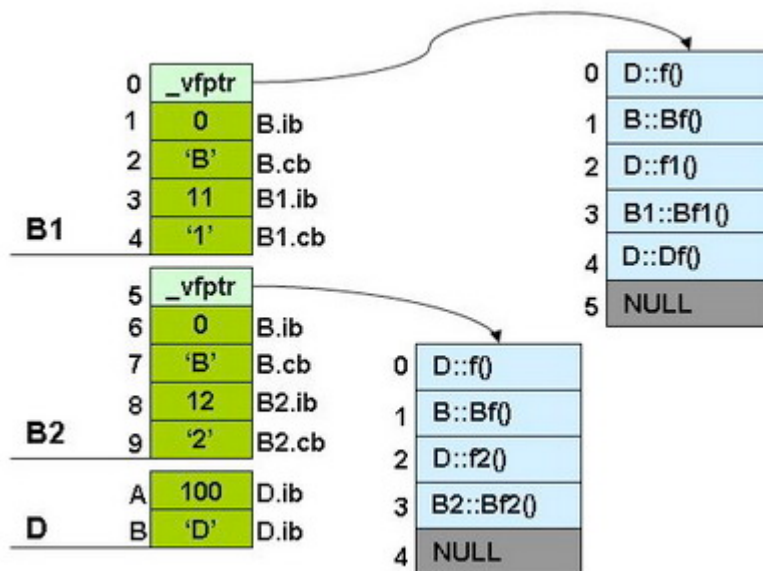 0 _vfptr
1 0 B.ib
2 ‘B’ B.cb
3 11 B1.ib
B1 4 ‘1’ B1.cb
5 _vfptr
6 0 B.ib
7 ‘B’ B.cb
8 12 B2.ib
B2 9 ‘2’ B2.cb
A 100 D.ib
D B ‘D’ D.ib
0 D::f()
1 B::Bf()
2 D::f1()
3 B1::Bf1()
4 D::Df()
5 NULL
0 D::f()
1 B::Bf()
2 D::f2()
3 B2::Bf2()
4 NULL